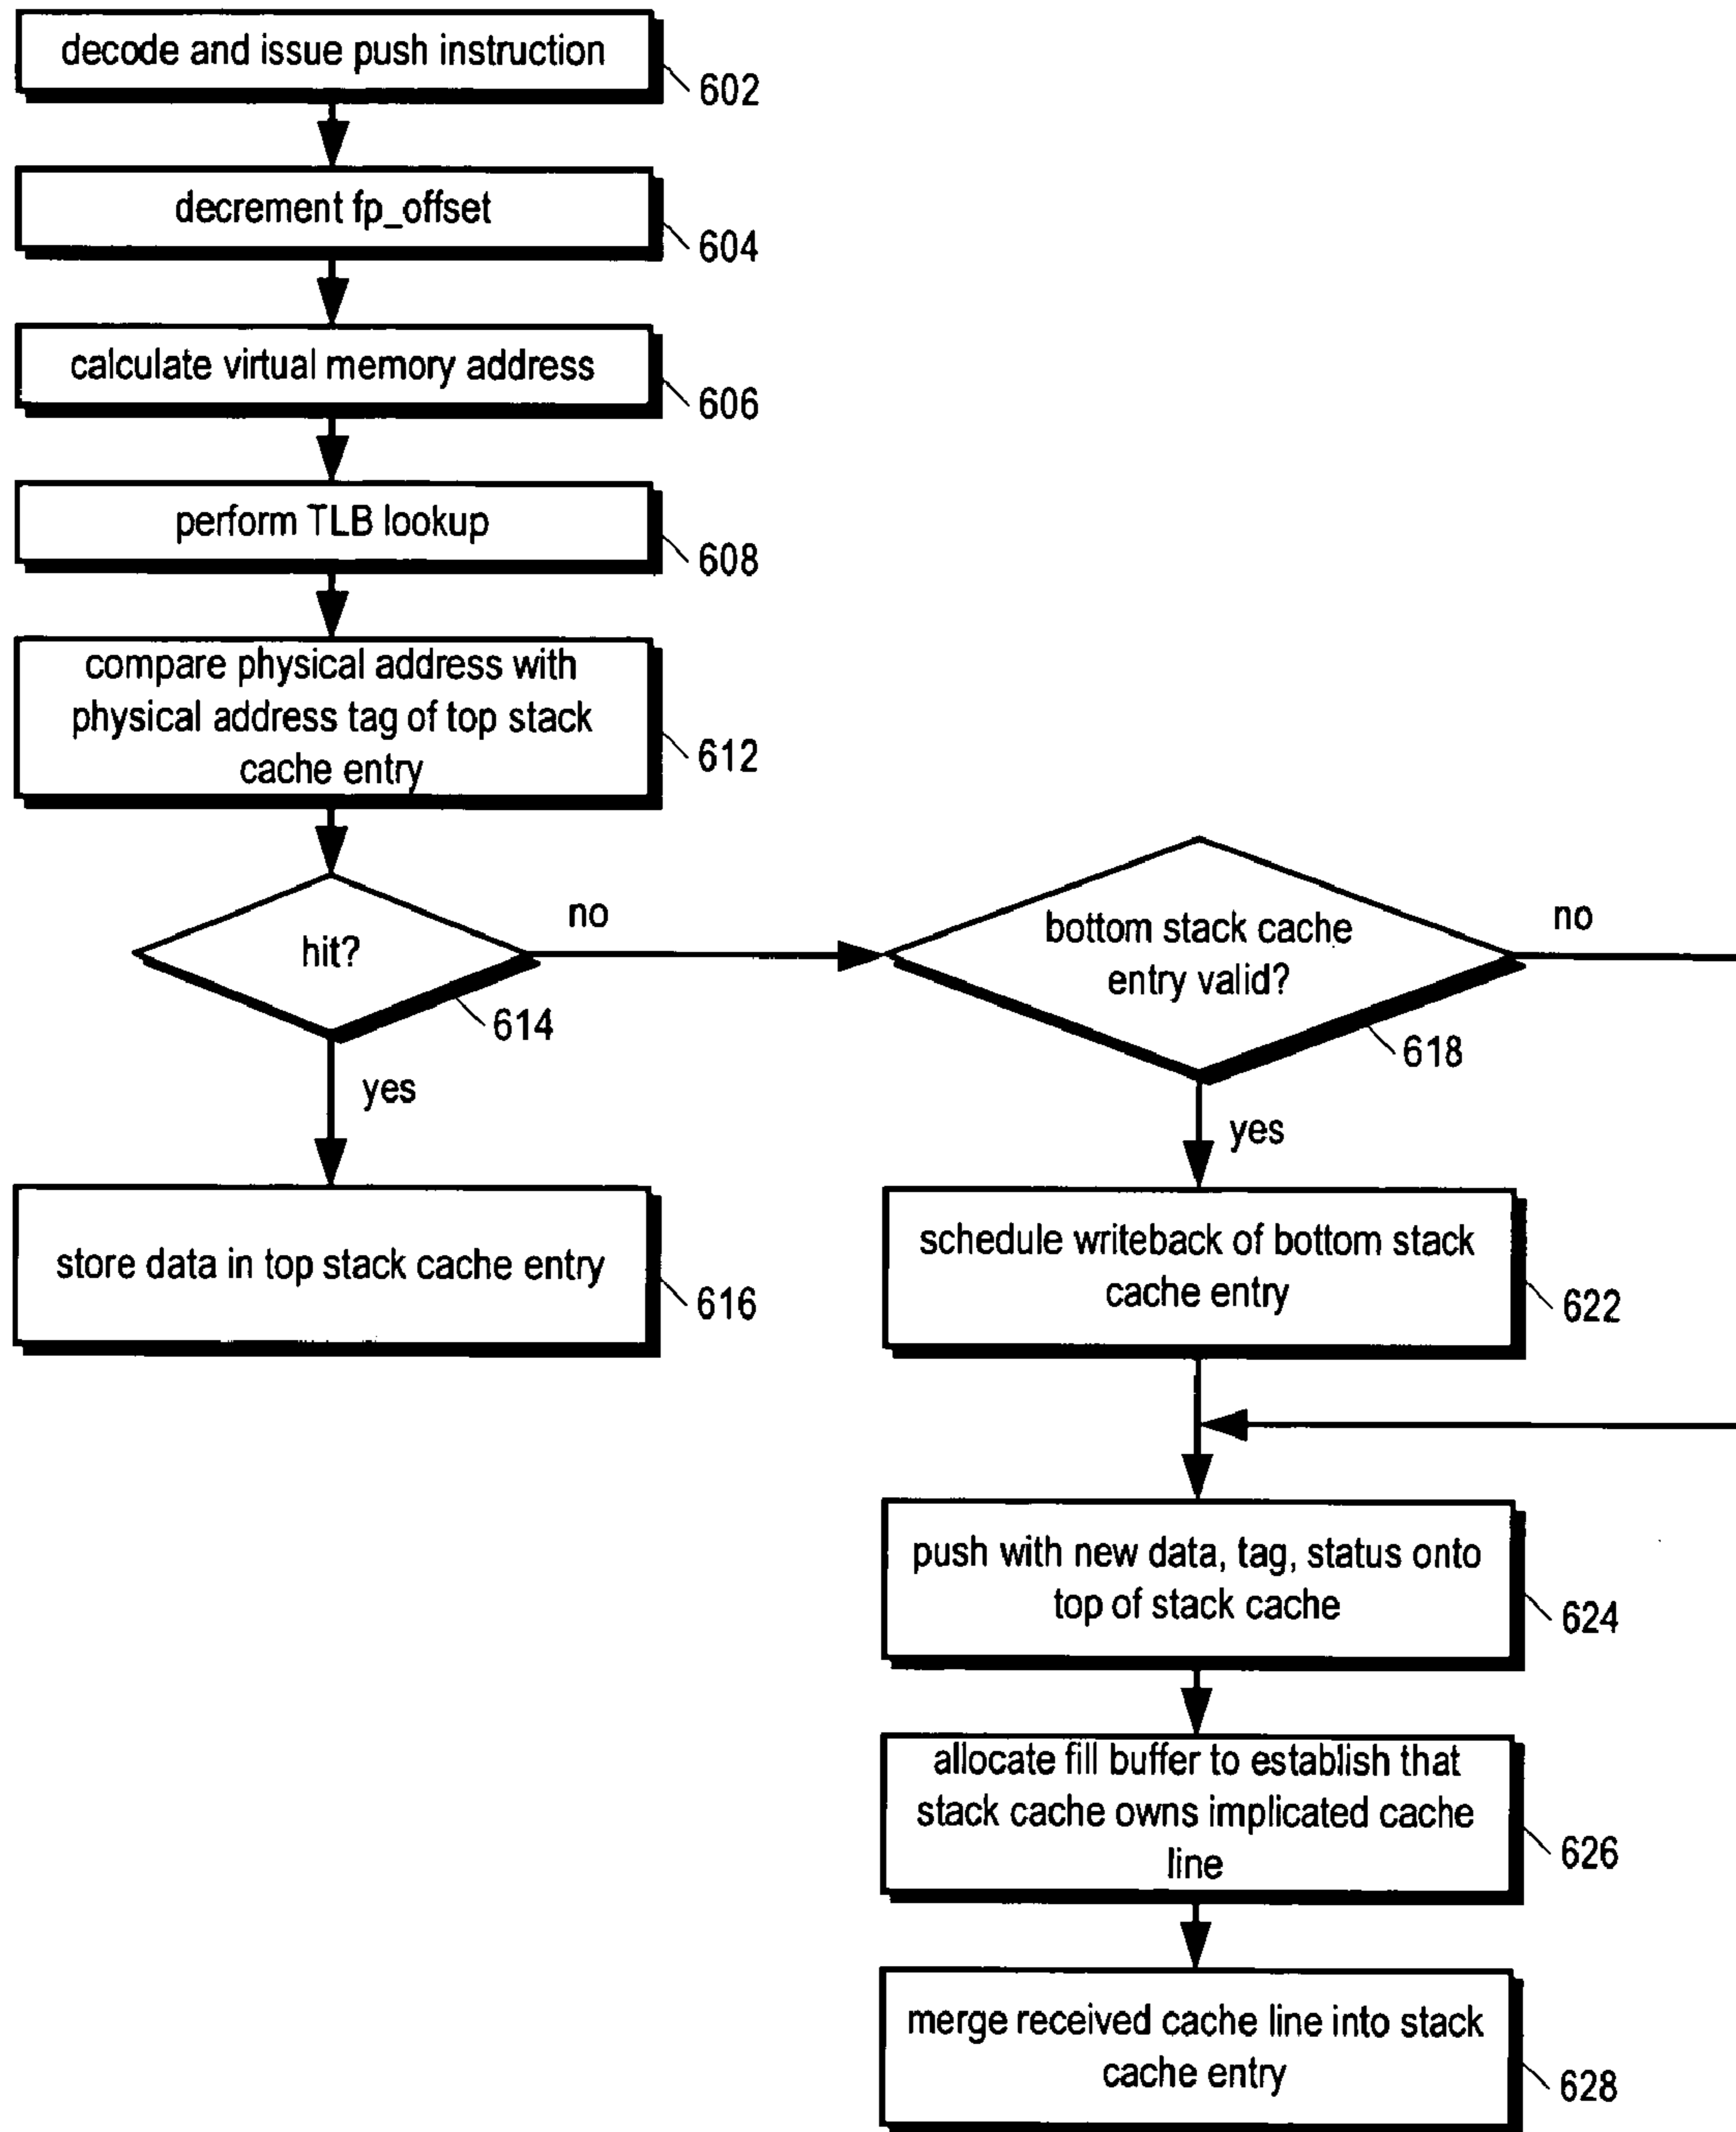 decode and issue push instruction
602
decrement fp_offset
604
calculate virtual memory address
606
perform TLB lookup
608
compare physical address with
physical address tag of top stack
cache entry
612
hit?
614
no
yes
store data in top stack cache entry
616
bottom stack cache
entry valid?
618
no
yes
schedule writeback of bottom stack
cache entry
622
push with new data, tag, status onto
top of stack cache
624
allocate fill buffer to establish that
stack cache owns implicated cache
line
626
merge received cache line into stack
cache entry
628